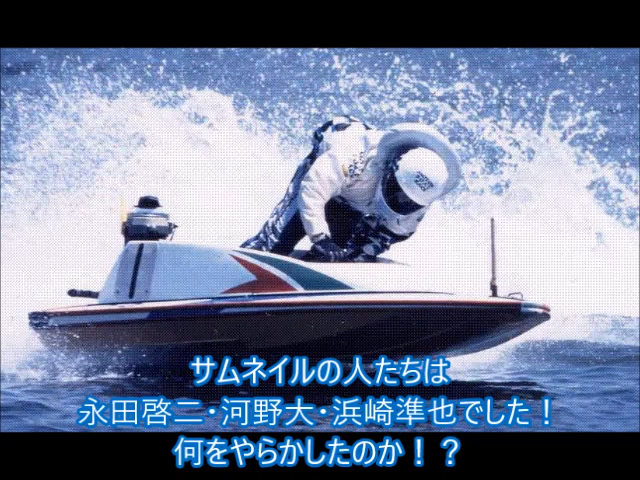 サムネイルの人たちは
永田啓二・河野大・浜崎準也でした！
何をやらかしたのか！？